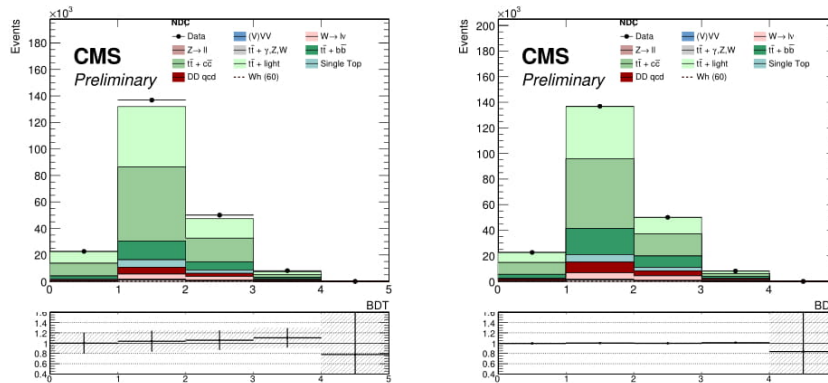 ×10³
NDC
Events
180
160
140
120
100
80
60
40
20
0
CMS
Preliminary
Data
(V)VV
W → lν
Z → ll
tt̄ + γ,Z,W
tt̄ + bb̄
tt̄ + cc̄
tt̄ + light
Single Top
DD qcd
Wh (60)
0 1 2 3 4 5
BDT
1.6
1.4
1.2
1
0.8
0.6
0.4
0 1 2 3 4 5
×10³
NDC
Events
200
180
160
140
120
100
80
60
40
20
0
CMS
Preliminary
Data
(V)VV
W → lν
Z → ll
tt̄ + γ,Z,W
tt̄ + bb̄
tt̄ + cc̄
tt̄ + light
Single Top
DD qcd
Wh (60)
0 1 2 3 4
1.6
1.4
1.2
1
0.8
0.6
0.4
0 1 2 3 4